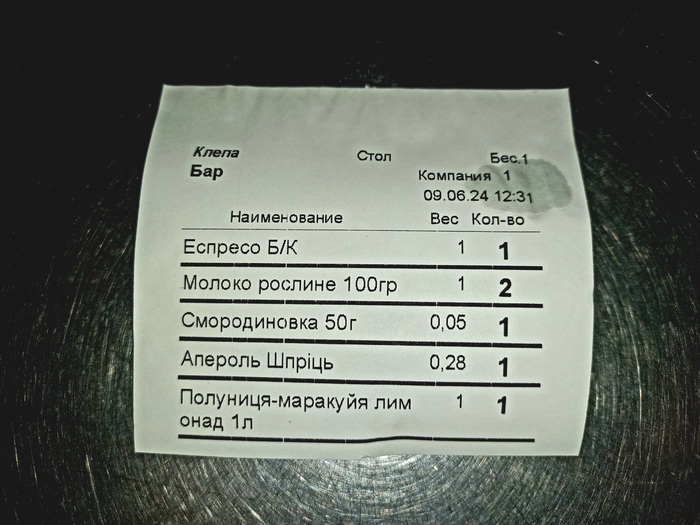 Клепа Стол Бес.1
Бар Компания 1
09.06.24 12:31
Наименование Вес Кол-во
Еспресо Б/К 1 1
Молоко рослине 100гр 1 2
Смородиновка 50г 0,05 1
Апероль Шпріць 0,28 1
Полуниця-маракуйя лим 1 1
онад 1л